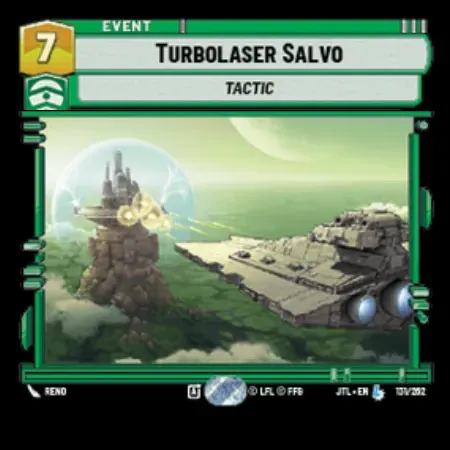 EVENT
7
TURBOLASER SALVO
TACTIC
RENO
© LFL © FFG
JTL • EN
131/262